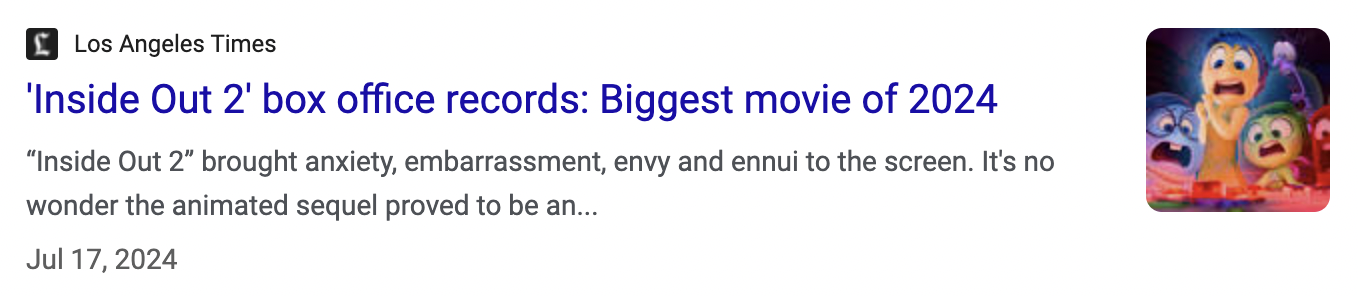 Los Angeles Times
'Inside Out 2' box office records: Biggest movie of 2024
“Inside Out 2” brought anxiety, embarrassment, envy and ennui to the screen. It's no
wonder the animated sequel proved to be an...
Jul 17, 2024